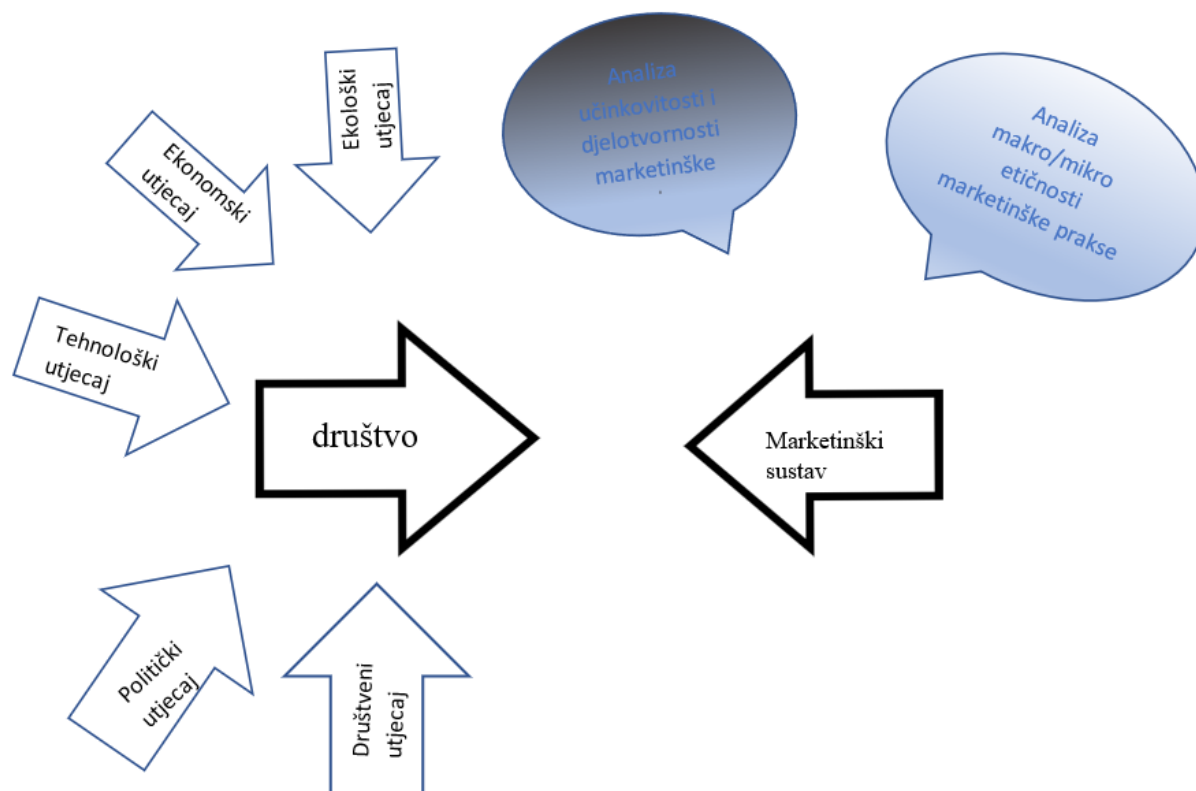 Ekološki
utjecaj
Analiza
učinkovitosti i
djelotvornosti
marketinške
.
Analiza
makro/mikro
etičnosti
marketinške prakse
Ekonomski
utjecaj
Tehnološki
utjecaj
društvo
Marketinški
sustav
Politički
utjecaj
Društveni
utjecaj